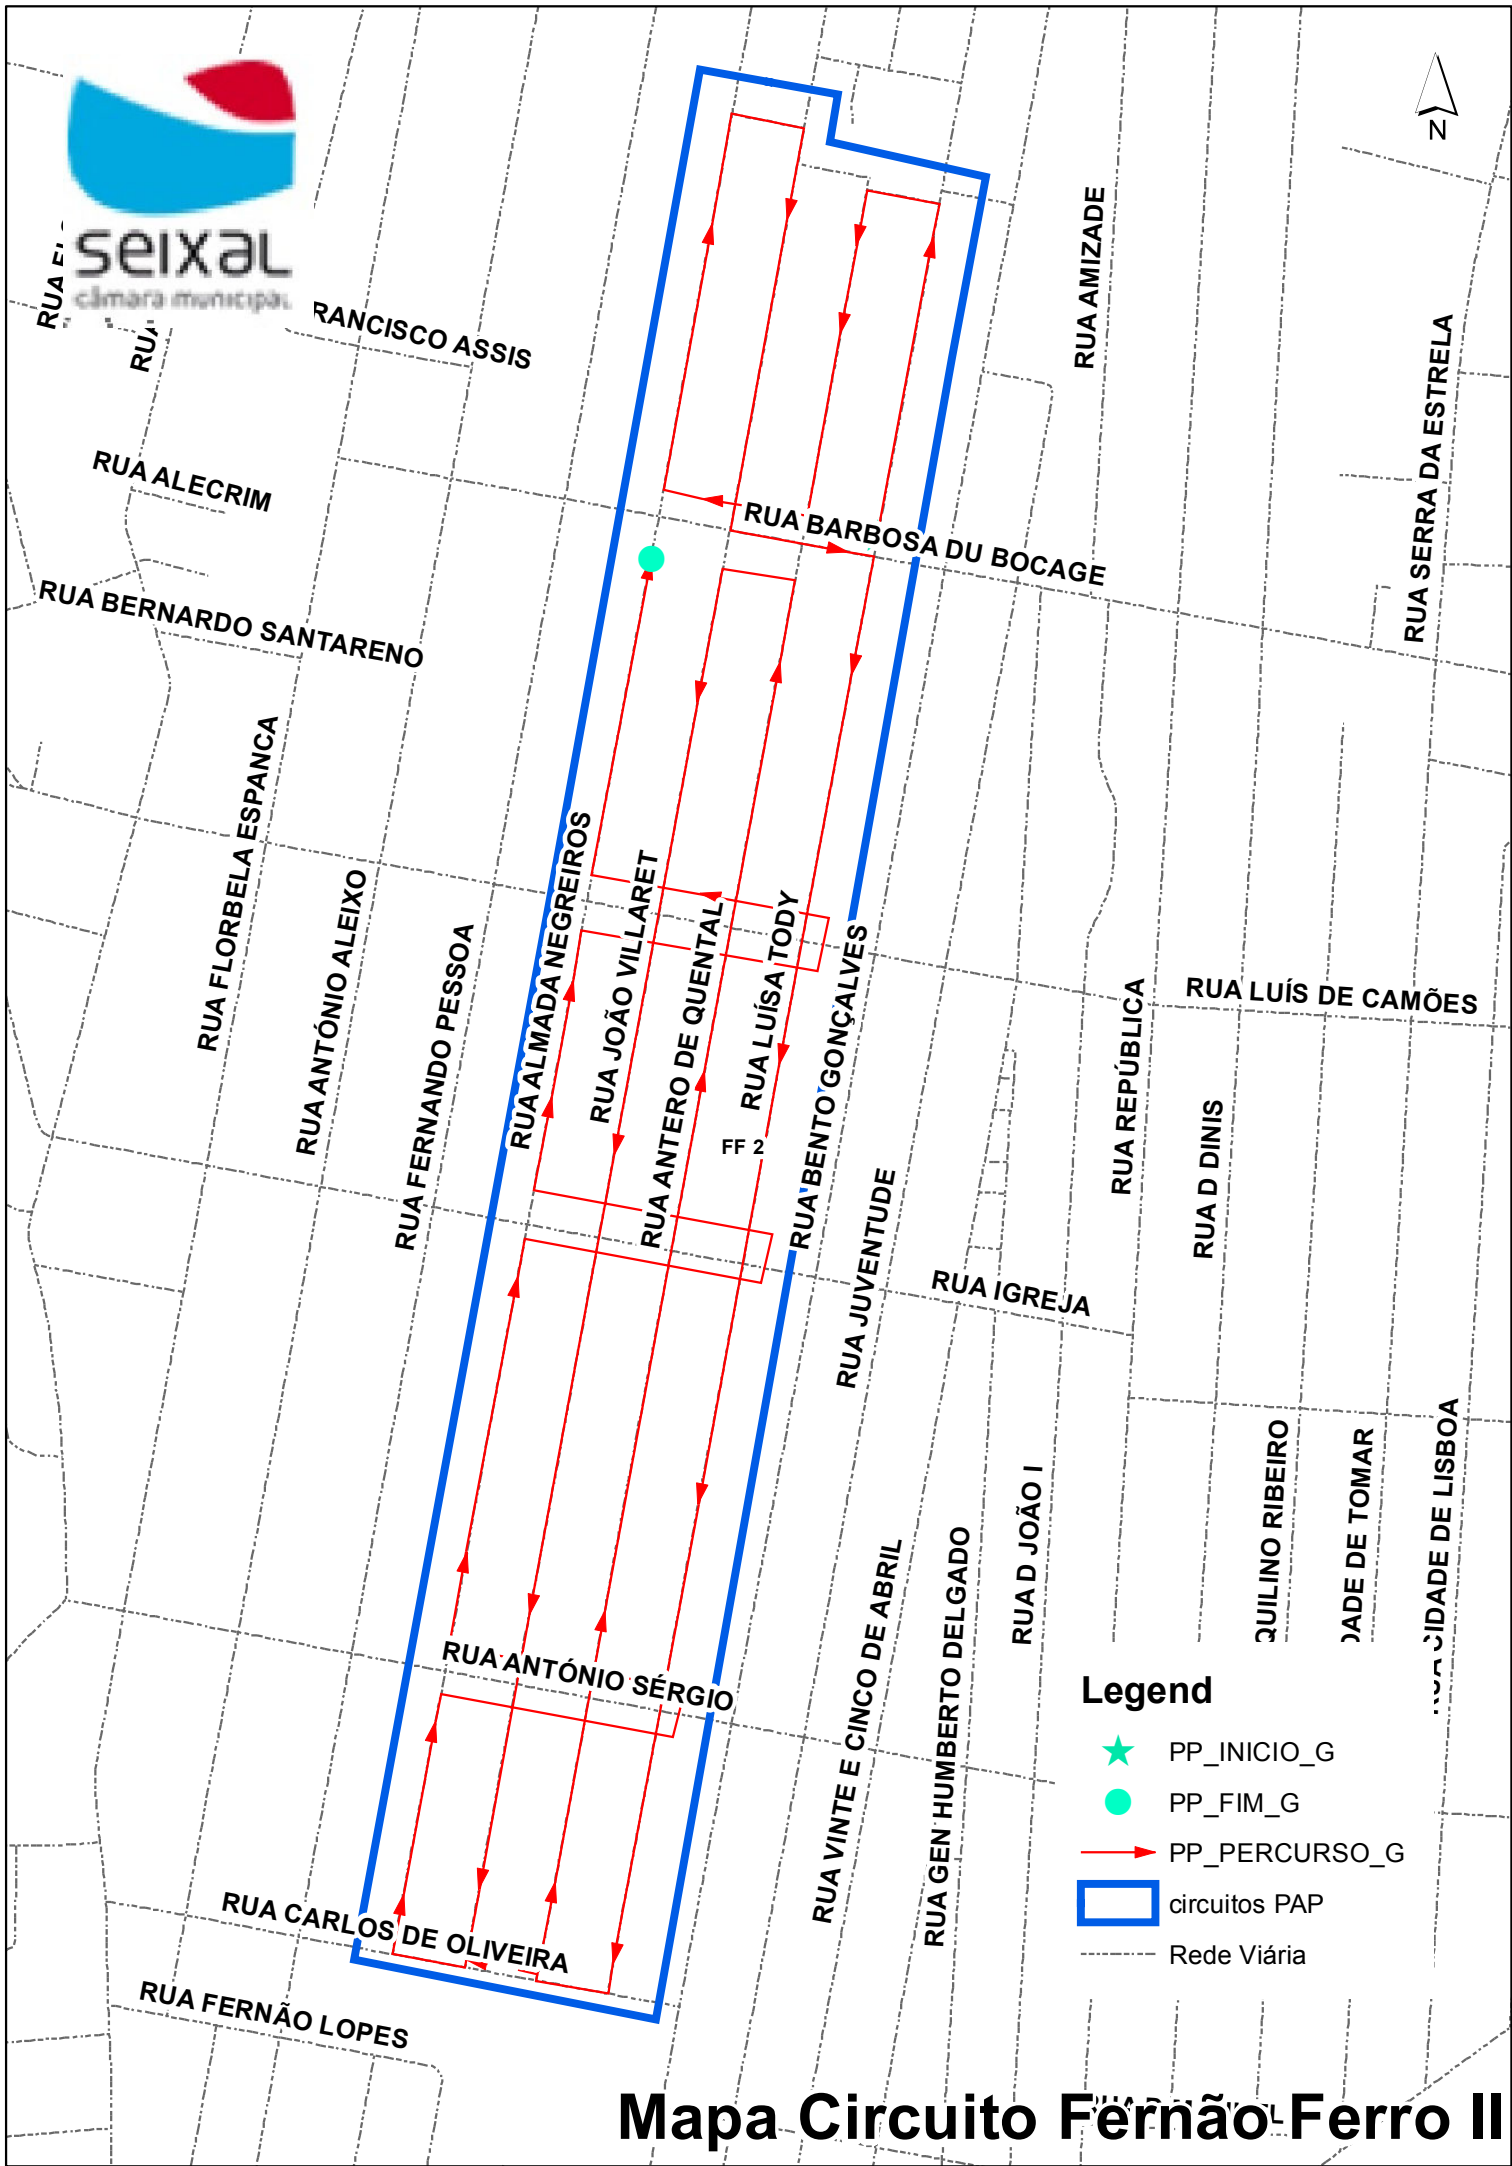 seixal
câmara municipal
RUA
RUA
RANCISCO ASSIS
RUA ALECRIM
RUA BERNARDO SANTARENO
RUA FLORBELA ESPANCA
RUA ANTÓNIO ALEIXO
RUA FERNANDO PESSOA
RUA ALMADA NEGREIROS
RUA JOÃO VILLARET
RUA ANTERO DE QUENTAL
RUA LUÍSA TODY
RUA BENTO GONÇALVES
FF 2
RUA BARBOSA DU BOCAGE
RUA AMIZADE
RUA SERRA DA ESTRELA
N
RUA LUÍS DE CAMÕES
RUA REPÚBLICA
RUA D DINIS
RUA JUVENTUDE
RUA IGREJA
RUA VINTE E CINCO DE ABRIL
RUA GEN HUMBERTO DELGADO
RUA D JOÃO I
QUILINO RIBEIRO
DADE DE TOMAR
CIDADE DE LISBOA
RUA ANTÓNIO SÉRGIO
RUA CARLOS DE OLIVEIRA
RUA FERNÃO LOPES
Legend
PP_INICIO_G
PP_FIM_G
PP_PERCURSO_G
circuitos PAP
Rede Viária
Mapa Circuito Fernão Ferro II